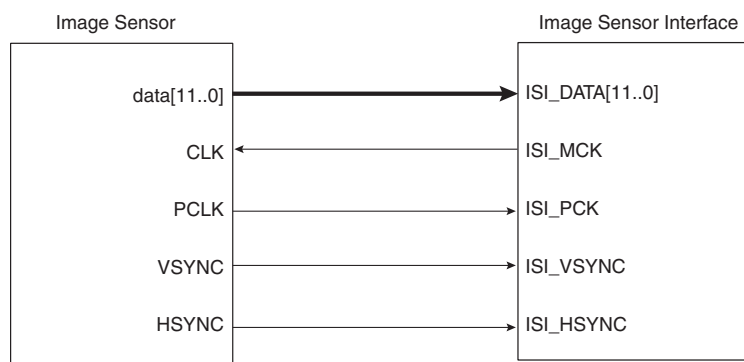 Image Sensor
Image Sensor Interface
data[11..0]
ISI_DATA[11..0]
CLK
ISI_MCK
PCLK
ISI_PCK
VSYNC
ISI_VSYNC
HSYNC
ISI_HSYNC